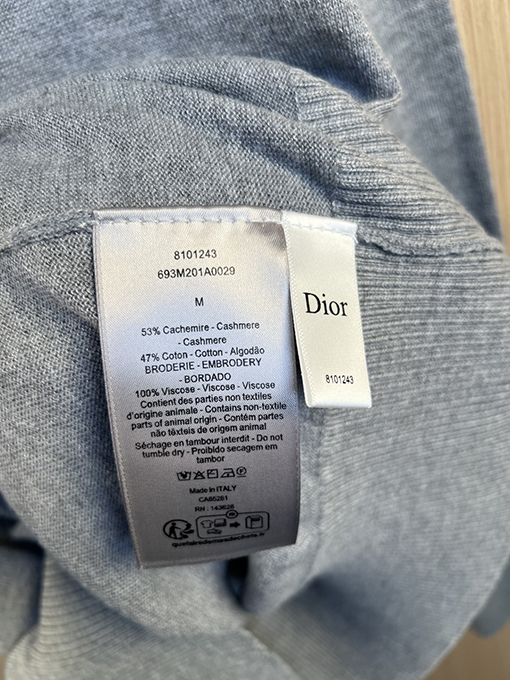 8101243
693M201A0029
M
53% Cachemire - Cashmere
- Cashmere
47% Coton - Cotton - Algodão
BRODERIE - EMBRODERY
- BORDADO
100% Viscose - Viscose - Viscose
Contient des parties non textiles
d'origine animale - Contains non-textile
parts of animal origin - Contém partes
não têxteis de origem animal
Séchage en tambour interdit - Do not
tumble dry - Proibido secagem em
tambor
Made in ITALY
CA65281
RN : 143628
quefairedemesdechets.fr
Dior
8101243